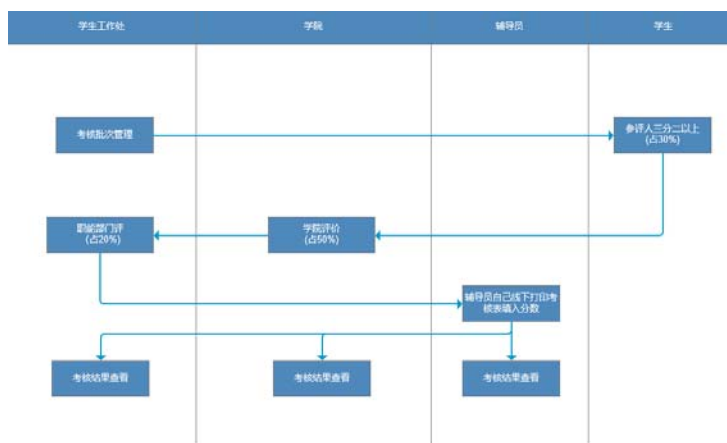 学生工作处
学院
辅导员
学生
考核批次管理
参评人三分二以上
(占30%)
职能部门评
(占20%)
学院评价
(占50%)
辅导员自己线下打印考
核表填入分数
考核结果查看
考核结果查看
考核结果查看